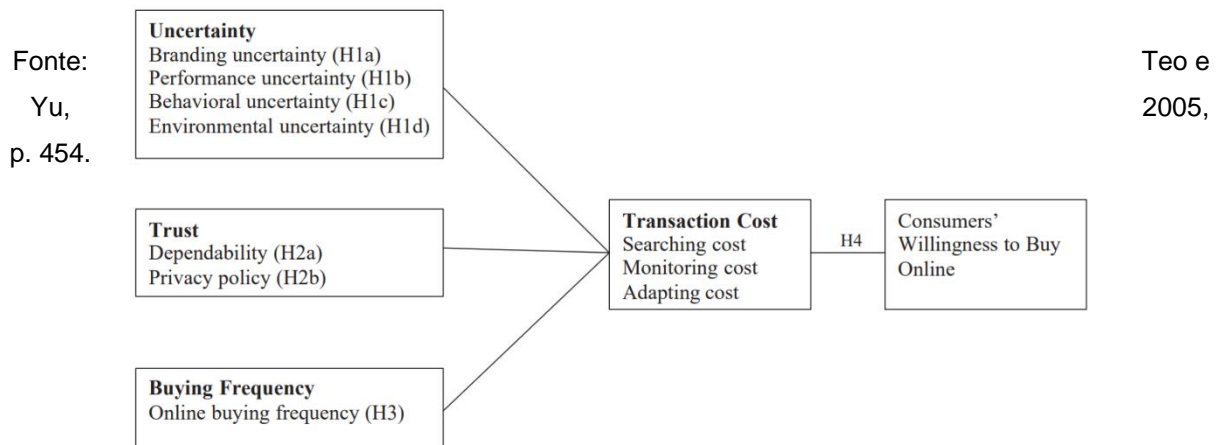 Uncertainty
Branding uncertainty (H1a)
Performance uncertainty (H1b)
Behavioral uncertainty (H1c)
Environmental uncertainty (H1d)
Fonte: Teo e
Yu, 2005,
p. 454.
Trust
Dependability (H2a)
Privacy policy (H2b)
Buying Frequency
Online buying frequency (H3)
Transaction Cost
Searching cost
Monitoring cost
Adapting cost
H4
Consumers’
Willingness to Buy
Online